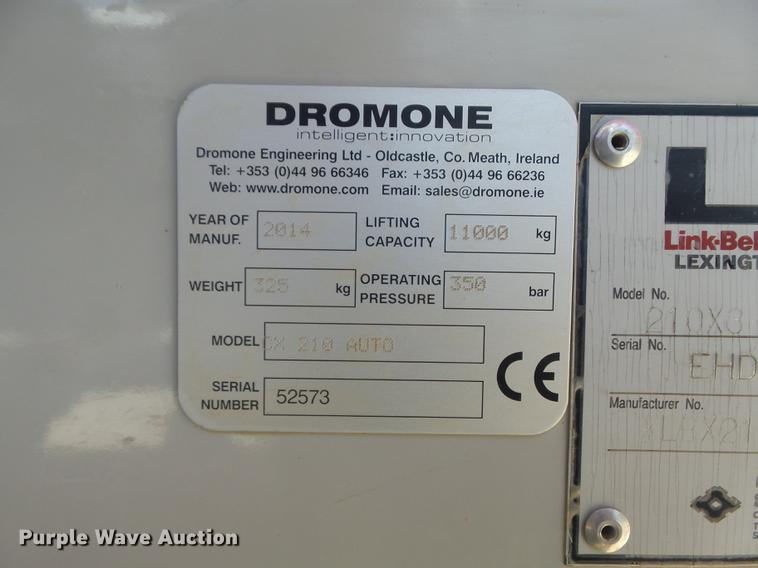 DROMONE
intelligent:innovation
Dromone Engineering Ltd - Oldcastle, Co. Meath, Ireland
Tel: +353 (0)44 96 66346 Fax: +353 (0)44 96 66236
Web: www.dromone.com Email: sales@dromone.ie
YEAR OF MANUF. 2014 LIFTING CAPACITY 11000 kg
WEIGHT 325 kg OPERATING PRESSURE 350 bar
MODEL CX 210 AUTO
SERIAL NUMBER 52573
CE
Link-Bel
LEXINGT
Model No.
210X3
Serial No.
EHD
Manufacturer No.
Purple Wave Auction